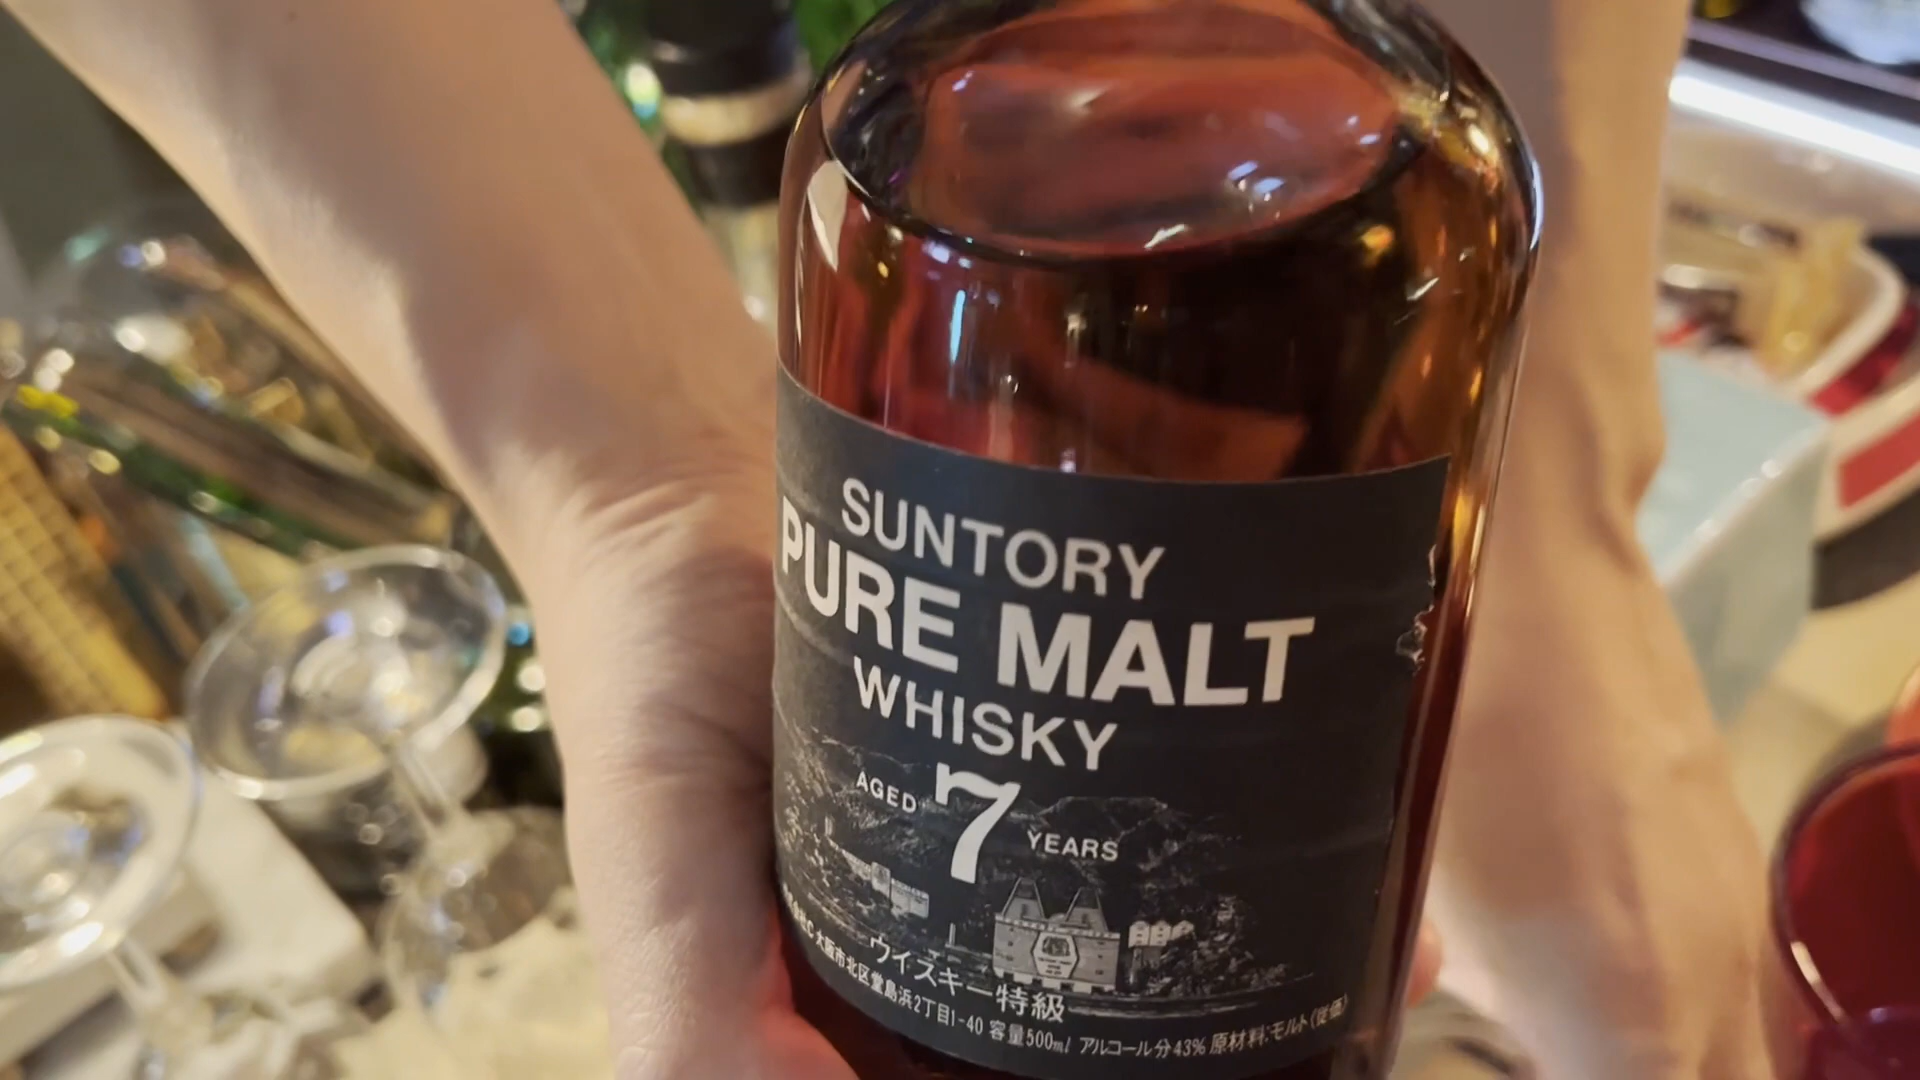 SUNTORY
PURE MALT
WHISKY
AGED 7 YEARS
ウイスキー特級
大阪市北区堂島浜2丁目1-40 容量500ml アルコール分43% 原材料:モルト(従価)